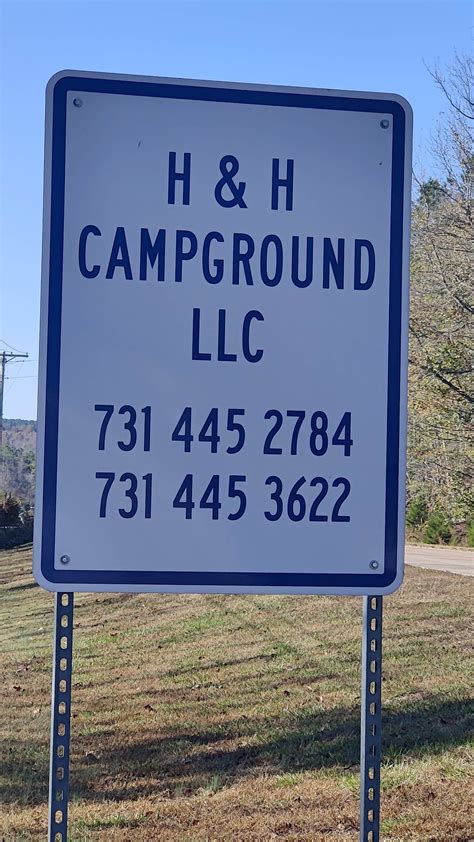 H & H
CAMPGROUND
LLC
731 445 2784
731 445 3622